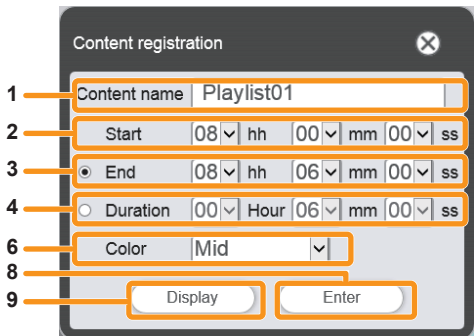 Content registration
1 Content name Playlist01
2 Start 08 hh 00 mm 00 ss
3 End 08 hh 06 mm 00 ss
4 Duration 00 Hour 06 mm 00 ss
6 Color Mid
8
9 Display Enter